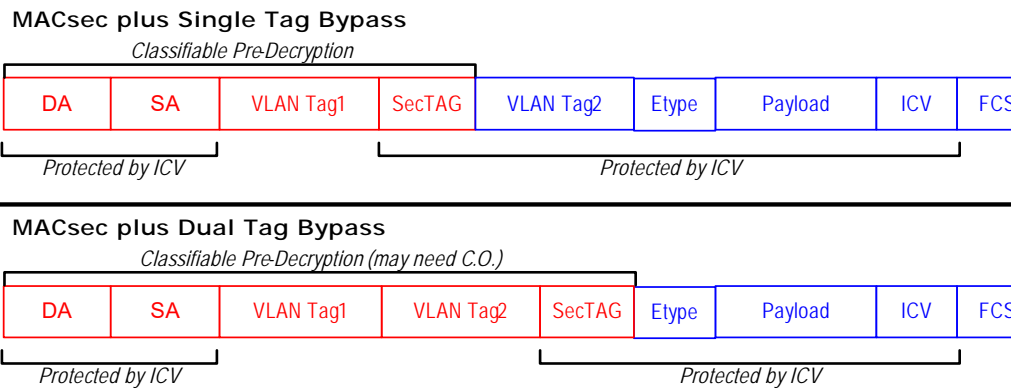 MACsec plus Single Tag Bypass
Classifiable Pre-Decryption
DA SA VLAN Tag1 SecTAG VLAN Tag2 Etype Payload ICV FCS
Protected by ICV Protected by ICV
MACsec plus Dual Tag Bypass
Classifiable Pre-Decryption (may need C.O.)
DA SA VLAN Tag1 VLAN Tag2 SecTAG Etype Payload ICV FCS
Protected by ICV Protected by ICV